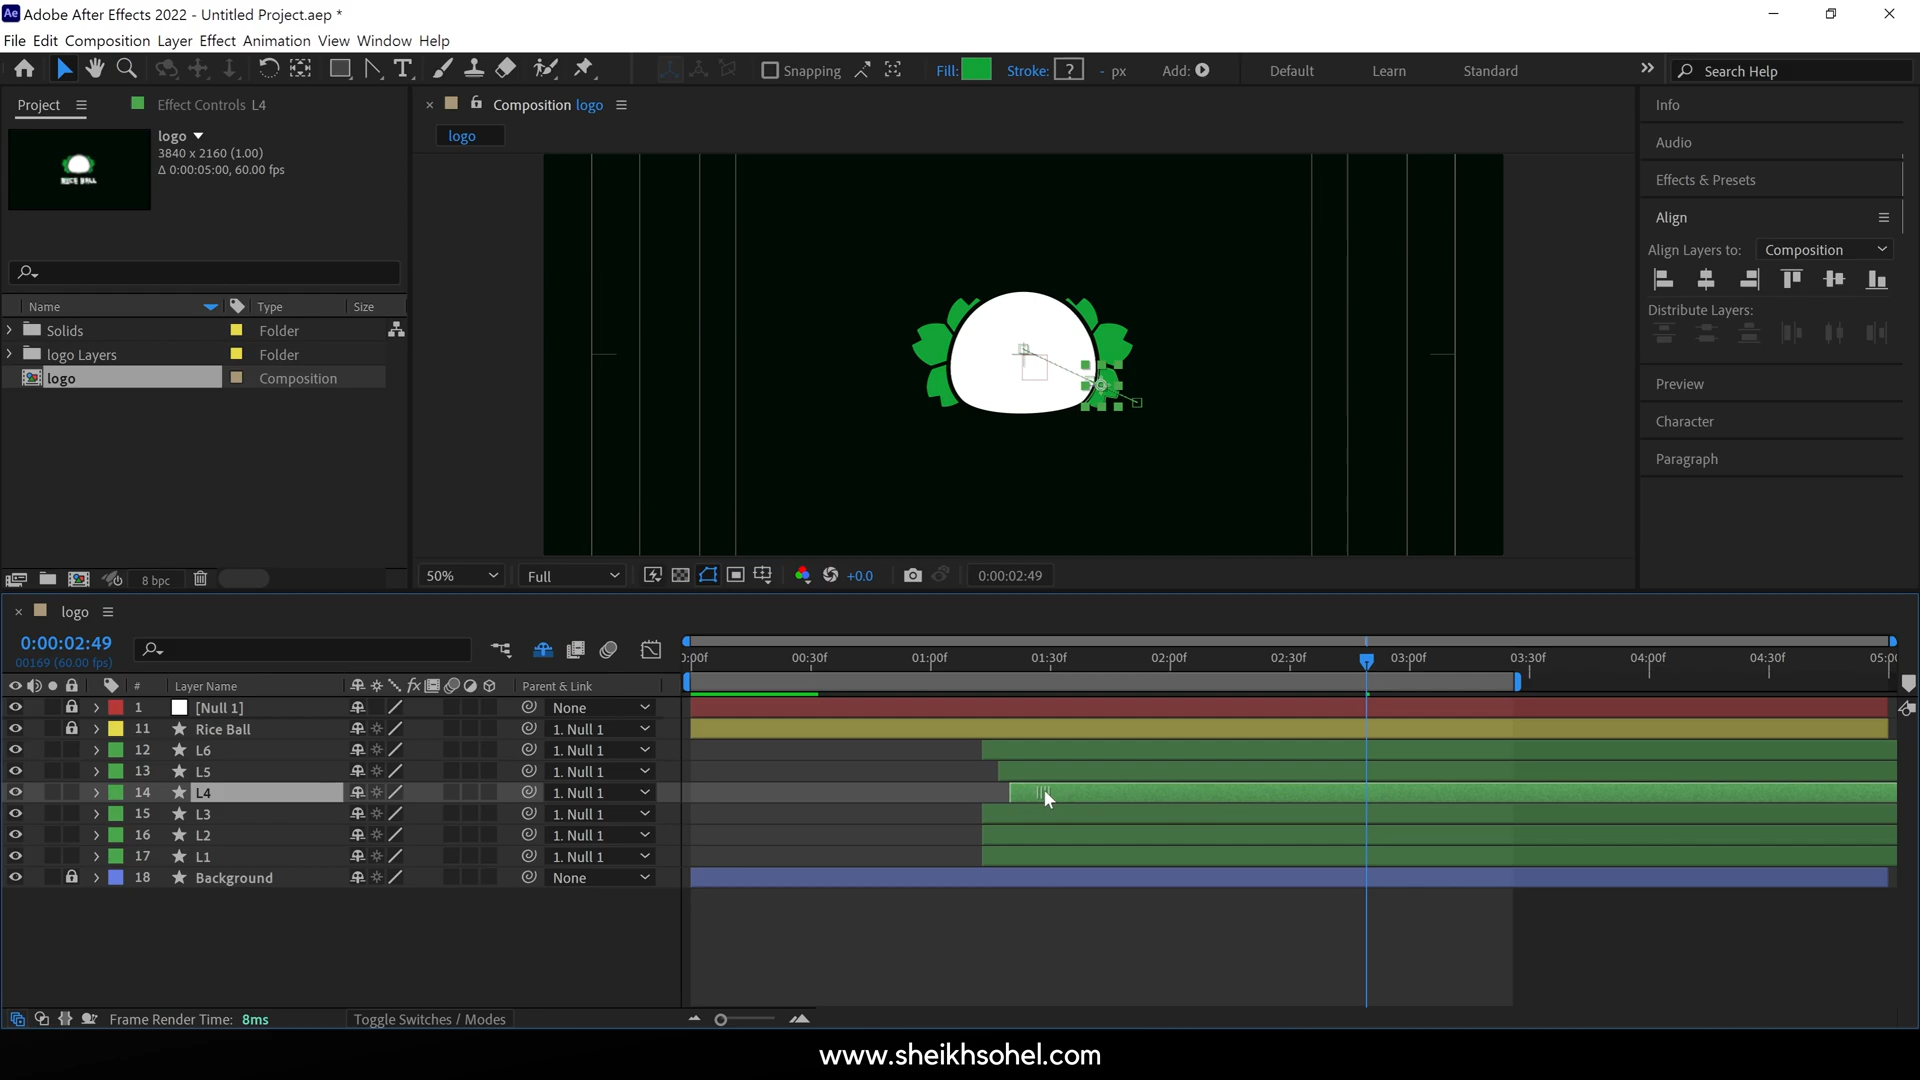 Ae Adobe After Effects 2022 - Untitled Project.aep *
File Edit Composition Layer Effect Animation View Window Help
Snapping Fill: Stroke: ? - px Add: Default Learn Standard Search Help
Project Effect Controls L4
logo
3840 x 2160 (1.00)
Δ 0:00:05:00, 60.00 fps
RICE BALL
Name Type Size
Solids Folder
logo Layers Folder
logo Composition
8 bpc
Composition logo
logo
50% Full +0.0 0:00:02:49
Info
Audio
Effects & Presets
Align
Align Layers to: Composition
Distribute Layers:
Preview
Character
Paragraph
logo
0:00:02:49
00169 (60.00 fps)
):00f 00:30f 01:00f 01:30f 02:00f 02:30f 03:00f 03:30f 04:00f 04:30f 05:00
# Layer Name fx Parent & Link
1 [Null 1] None
11 Rice Ball 1. Null 1
12 L6 1. Null 1
13 L5 1. Null 1
14 L4 1. Null 1
15 L3 1. Null 1
16 L2 1. Null 1
17 L1 1. Null 1
18 Background None
Frame Render Time: 8ms Toggle Switches / Modes
www.sheikhsohel.com